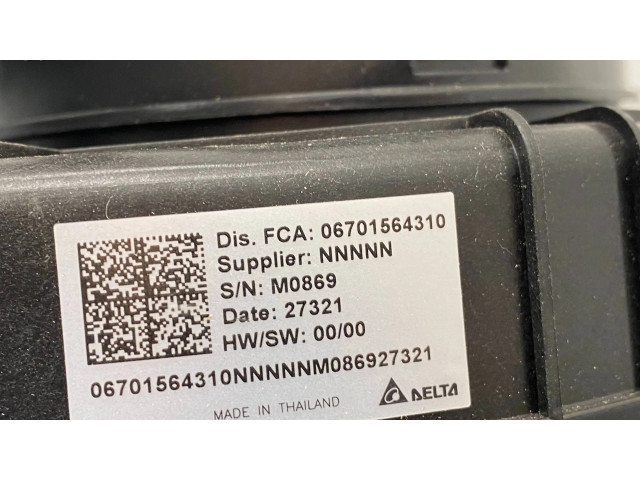 Dis. FCA: 06701564310
Supplier: NNNNN
S/N: M0869
Date: 27321
HW/SW: 00/00
06701564310NNNNNM086927321
MADE IN THAILAND
DELTA